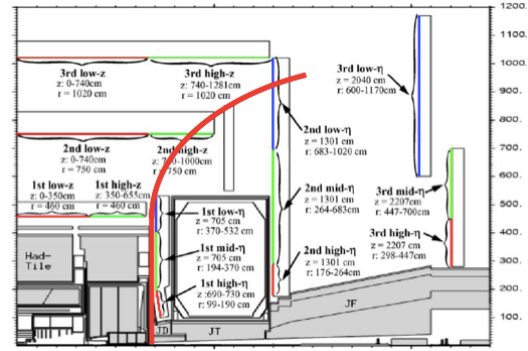 1200.
1100.
1000.
900.
800.
700.
600.
500.
400.
300.
200.
100.
3rd low-z
z: 0-740cm
r = 1020 cm
3rd high-z
z: 740-1281cm
r = 1020 cm
3rd low-η
z = 2040 cm
r: 600-1170cm
2nd low-z
z: 0-740cm
r = 750 cm
2nd high-z
-1000cm
750 cm
2nd low-η
z = 1301 cm
r: 683-1020 cm
1st low-z
z: 0-350cm
r = 460 cm
1st high-z
z: 350-655cm
r = 460 cm
1st low-η
z = 705 cm
r: 370-532 cm
2nd mid-η
z = 1301 cm
r: 264-683cm
3rd mid-η
z = 2207cm
r: 447-700cm
1st mid-η
z = 705 cm
r: 194-370 cm
3rd high-η
z = 2207 cm
r: 298-447cm
2nd high-η
z = 1301 cm
r: 176-264cm
1st high-η
z :690-730 cm
r: 99-190 cm
Had-
Tile
JD
JT
JF